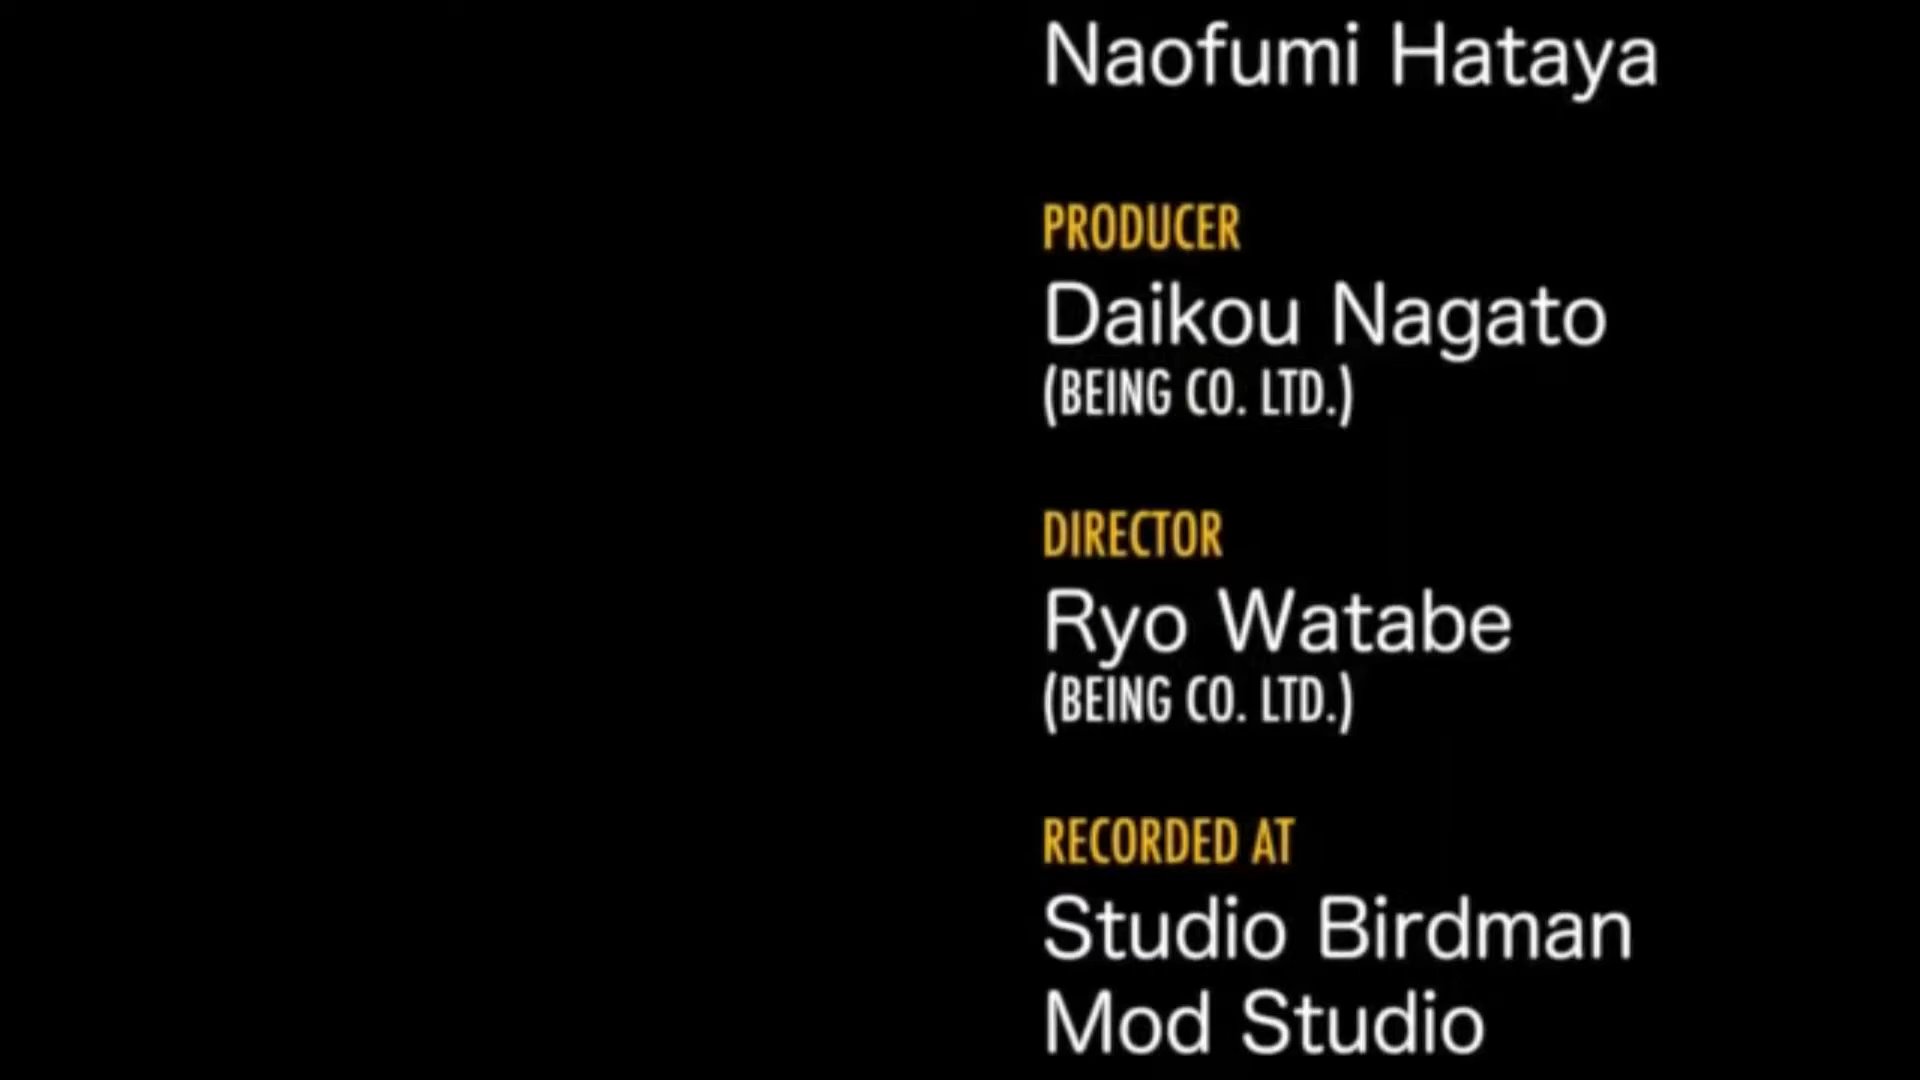 Naofumi Hataya
PRODUCER
Daikou Nagato
(BEING CO. LTD.)
DIRECTOR
Ryo Watabe
(BEING CO. LTD.)
RECORDED AT
Studio Birdman
Mod Studio